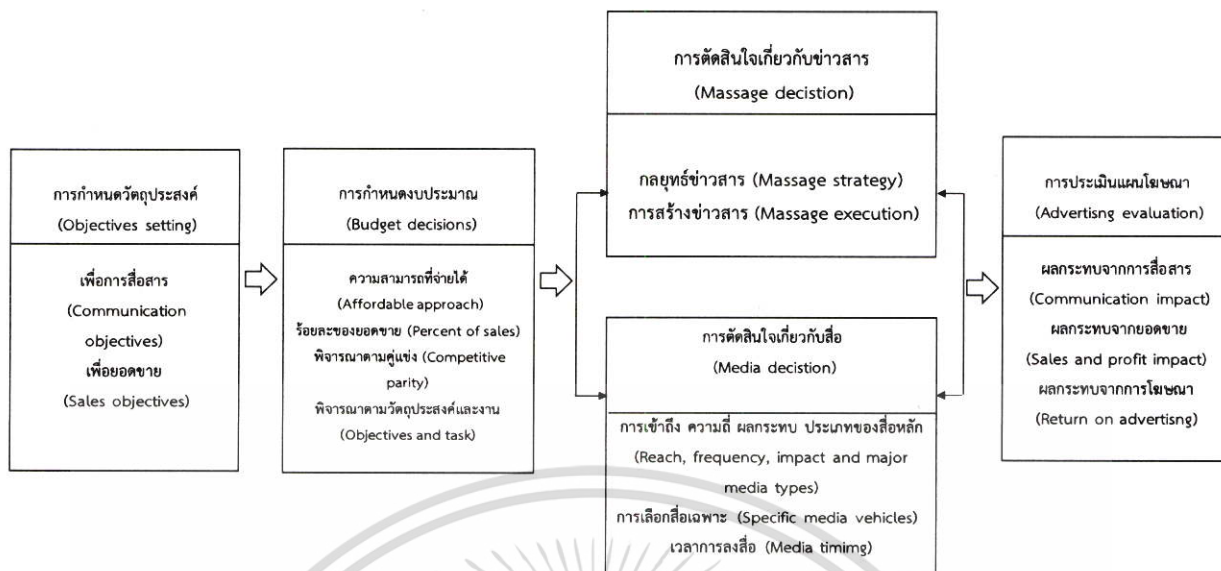 การกำหนดวัตถุประสงค์
(Objectives setting)
เพื่อการสื่อสาร
(Communication
objectives)
เพื่อยอดขาย
(Sales objectives)
การกำหนดงบประมาณ
(Budget decisions)
ความสามารถที่จ่ายได้
(Affordable approach)
ร้อยละของยอดขาย (Percent of sales)
พิจารณาตามคู่แข่ง (Competitive
parity)
พิจารณาตามวัตถุประสงค์และงาน
(Objectives and task)
การตัดสินใจเกี่ยวกับข่าวสาร
(Massage decistion)
กลยุทธ์ข่าวสาร (Massage strategy)
การสร้างข่าวสาร (Massage execution)
การตัดสินใจเกี่ยวกับสื่อ
(Media decistion)
การเข้าถึง ความถี่ ผลกระทบ ประเภทของสื่อหลัก
(Reach, frequency, impact and major
media types)
การเลือกสื่อเฉพาะ (Specific media vehicles)
เวลาการลงสื่อ (Media timimg)
การประเมินแผนโฆษณา
(Advertisng evaluation)
ผลกระทบจากการสื่อสาร
(Communication impact)
ผลกระทบจากยอดขาย
(Sales and profit impact)
ผลกระทบจากการโฆษณา
(Return on advertisng)